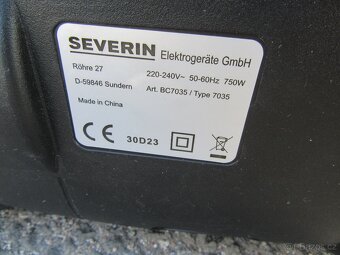 SEVERIN Elektrogeräte GmbH
Röhre 27 220-240V~ 50-60Hz 750W
D-59846 Sundern Art. BC7035 / Type 7035
Made in China
CE 30D23